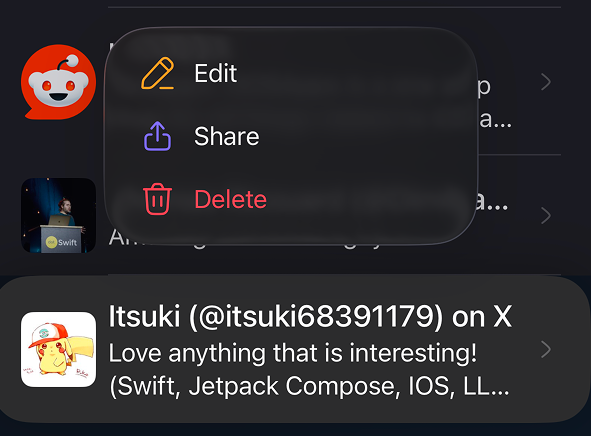 Edit
p
Share
a...
Delete
a...
Swift
Itsuki (@itsuki68391179) on X
Love anything that is interesting!
(Swift, Jetpack Compose, IOS, LL...